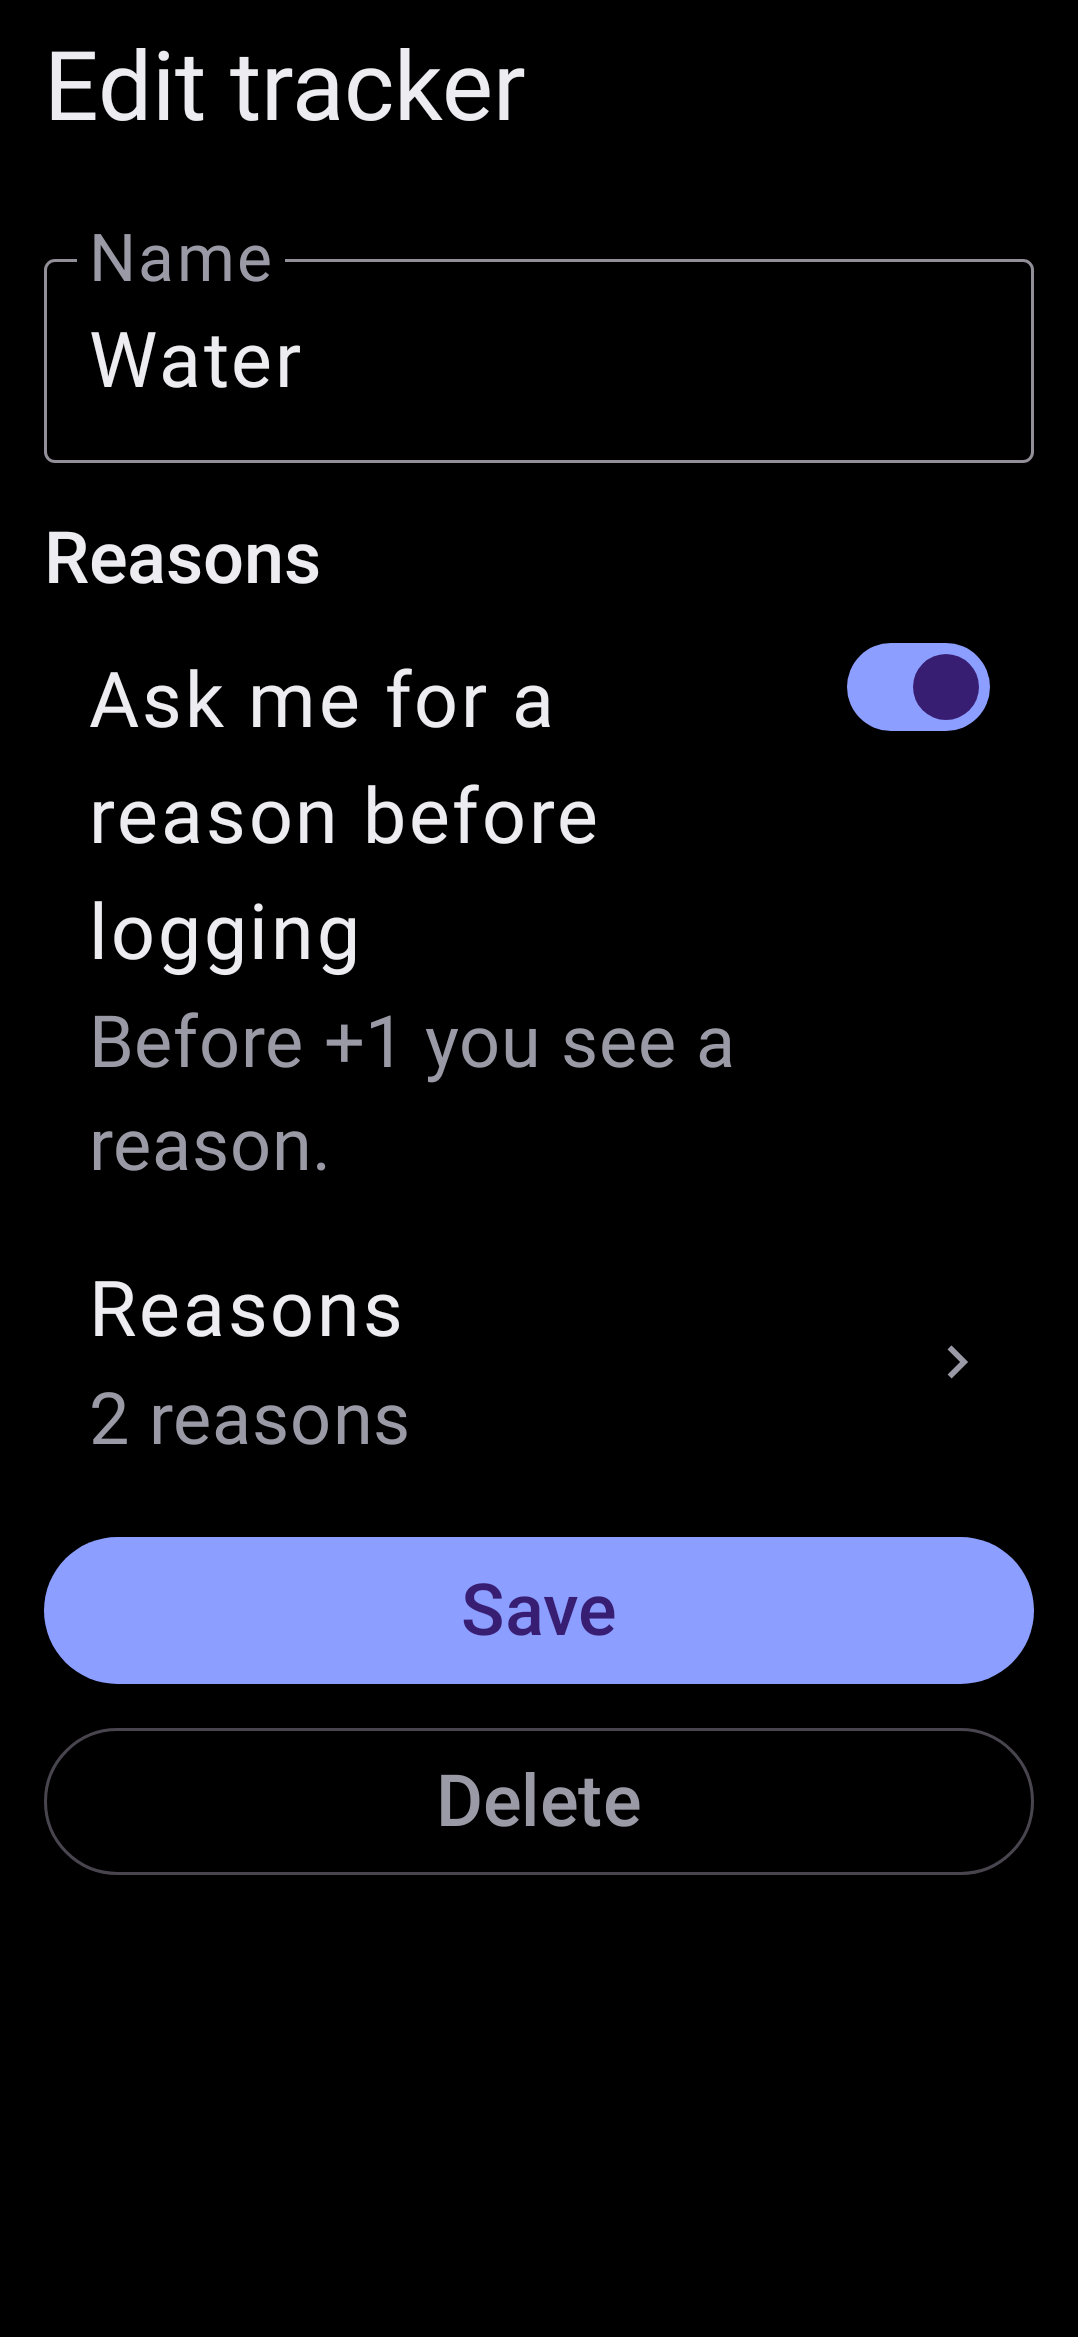 Edit tracker
Name
Water
Reasons
Ask me for a
reason before
logging
Before +1 you see a
reason.
Reasons
2 reasons
Save
Delete